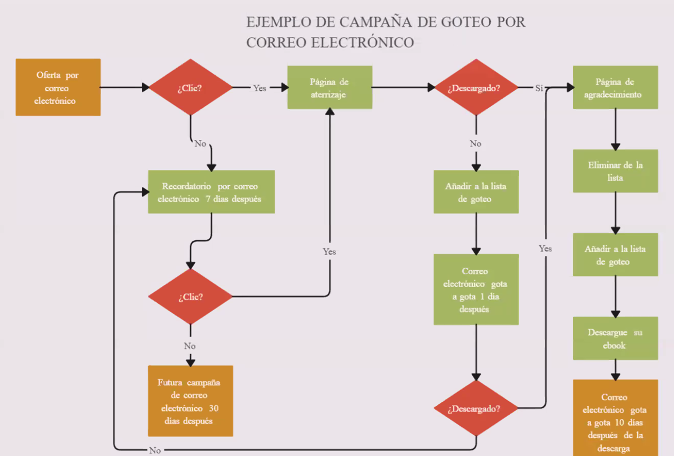 EJEMPLO DE CAMPAÑA DE GOTEO POR
CORREO ELECTRÓNICO
Oferta por
correo
electrónico
¿Clic?
Yes
Página de
aterrizaje
¿Descargado?
Si
Página de
agradecimiento
No
No
Recordatorio por correo
electrónico 7 días después
Añadir a la lista
de goteo
Eliminar de la
lista
Yes
Yes
Añadir a la lista
de goteo
Correo
electrónico gota
a gota 1 día
después
¿Clic?
No
Descargue su
ebook
Futura campaña
de correo
electrónico 30
días después
¿Descargado?
Correo
electrónico gota
a gota 10 días
después de la
descarga
No